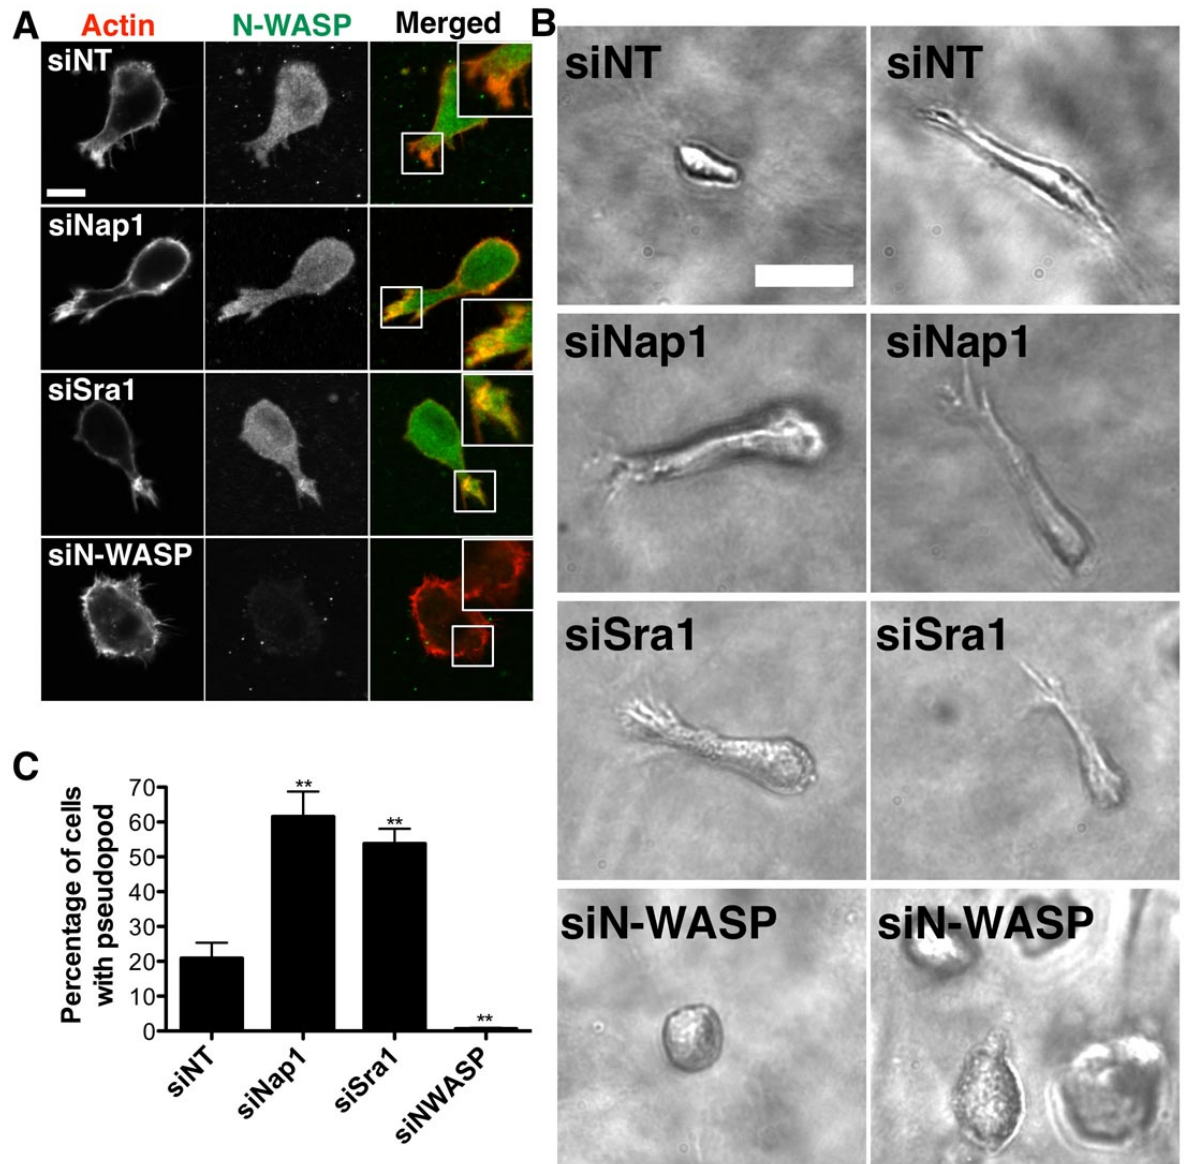 A
Actin
N-WASP
Merged
siNT
siNap1
siSra1
siN-WASP
B
siNT
siNT
siNap1
siNap1
siSra1
siSra1
siN-WASP
siN-WASP
C
Percentage of cells
with pseudopod
70
60
50
40
30
20
10
0
**
**
**
siNT
siNap1
siSra1
siNWASP